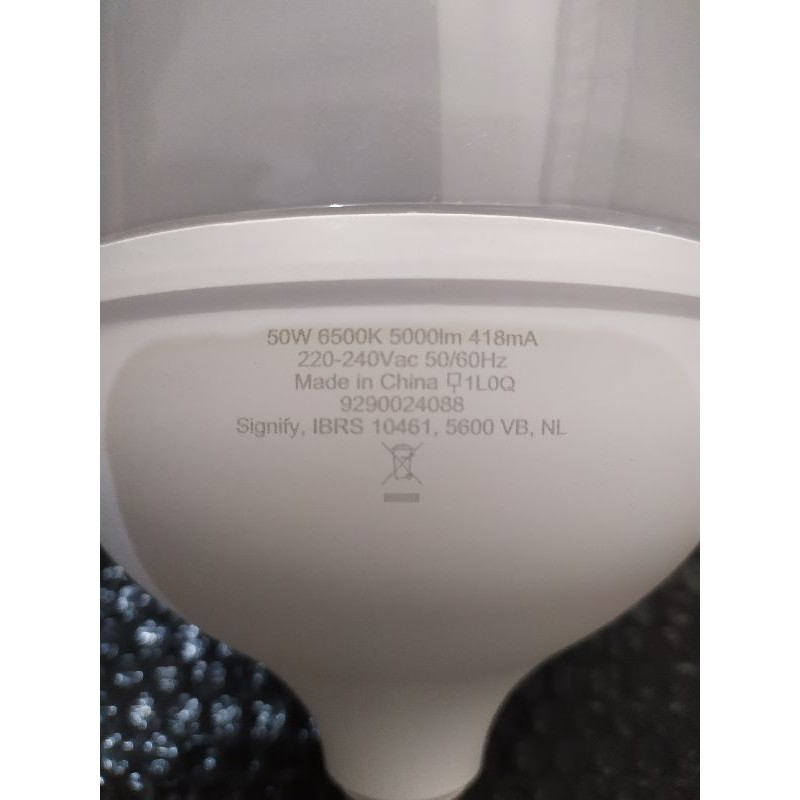 50W 6500K 5000lm 418mA
220-240Vac 50/60Hz
Made in China 1L0Q
9290024088
Signify, IBRS 10461, 5600 VB, NL